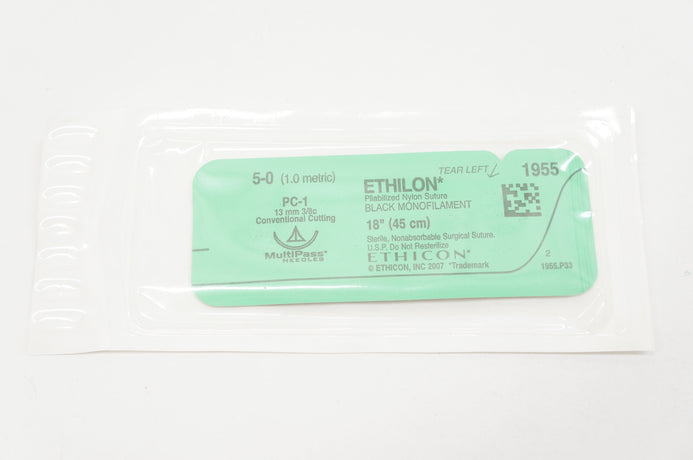 5-0 (1.0 metric)
PC-1
13 mm 3/8c
Conventional Cutting
MultiPass*
NEEDLES
TEAR LEFT
ETHILON*
Pliabilized Nylon Suture
BLACK MONOFILAMENT
18" (45 cm)
Sterile, Nonabsorbable Surgical Suture.
U.S.P. Do Not Resterilize
ETHICON*
© ETHICON, INC 2007 *Trademark
1955
2
1955.P33